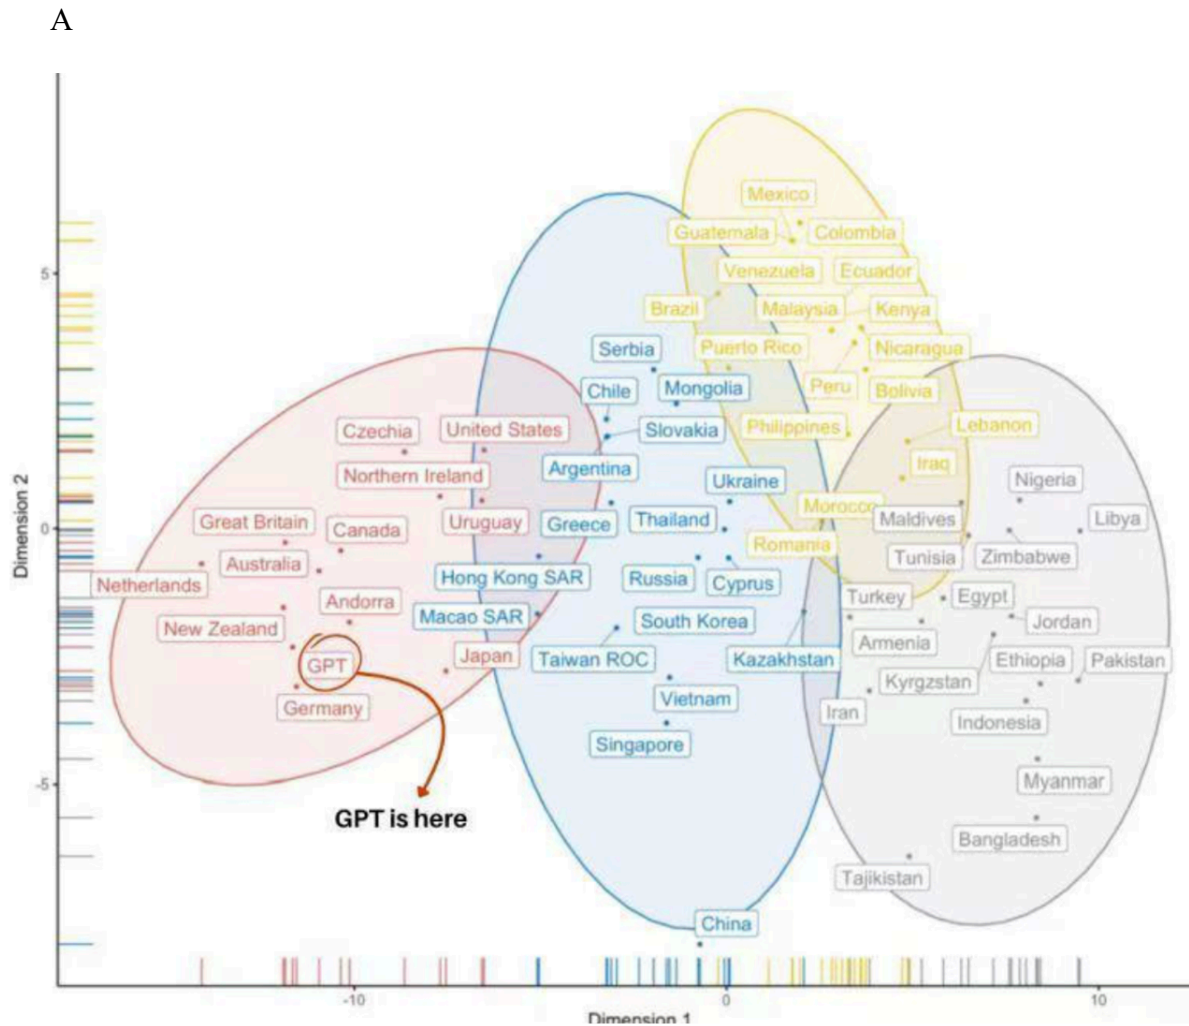 A
Mexico
Guatemala
Colombia
Venezuela
Ecuador
Brazil
Malaysia
Kenya
Serbia
Puerto Rico
Nicaragua
Chile
Mongolia
Peru
Bolivia
Czechia
United States
Slovakia
Philippines
Lebanon
Northern Ireland
Argentina
Ukraine
Iraq
Nigeria
Great Britain
Canada
Uruguay
Greece
Thailand
Morocco
Maldives
Libya
Australia
Romania
Tunisia
Zimbabwe
Netherlands
Hong Kong SAR
Russia
Cyprus
Andorra
Turkey
Egypt
New Zealand
Macao SAR
South Korea
Armenia
Jordan
GPT
Japan
Taiwan ROC
Kazakhstan
Kyrgzstan
Ethiopia
Pakistan
Germany
Vietnam
Iran
Indonesia
Singapore
Myanmar
GPT is here
Bangladesh
Tajikistan
China
5
0
-5
Dimension 2
-10
0
10
Dimension 1